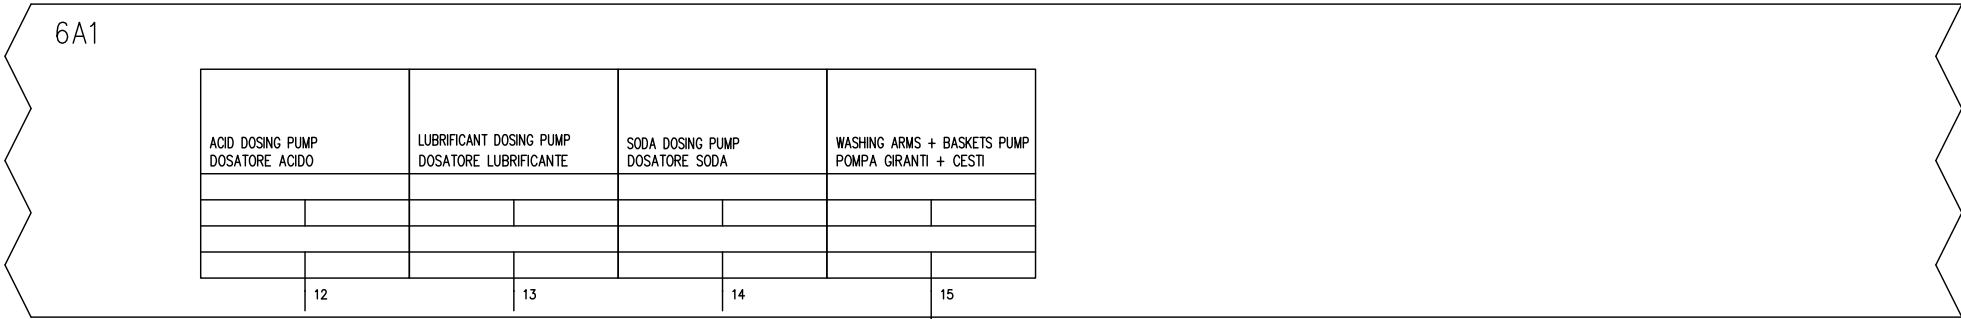 6A1
ACID DOSING PUMP
DOSATORE ACIDO
LUBRIFICANT DOSING PUMP
DOSATORE LUBRIFICANTE
SODA DOSING PUMP
DOSATORE SODA
WASHING ARMS + BASKETS PUMP
POMPA GIRANTI + CESTI
12
13
14
15